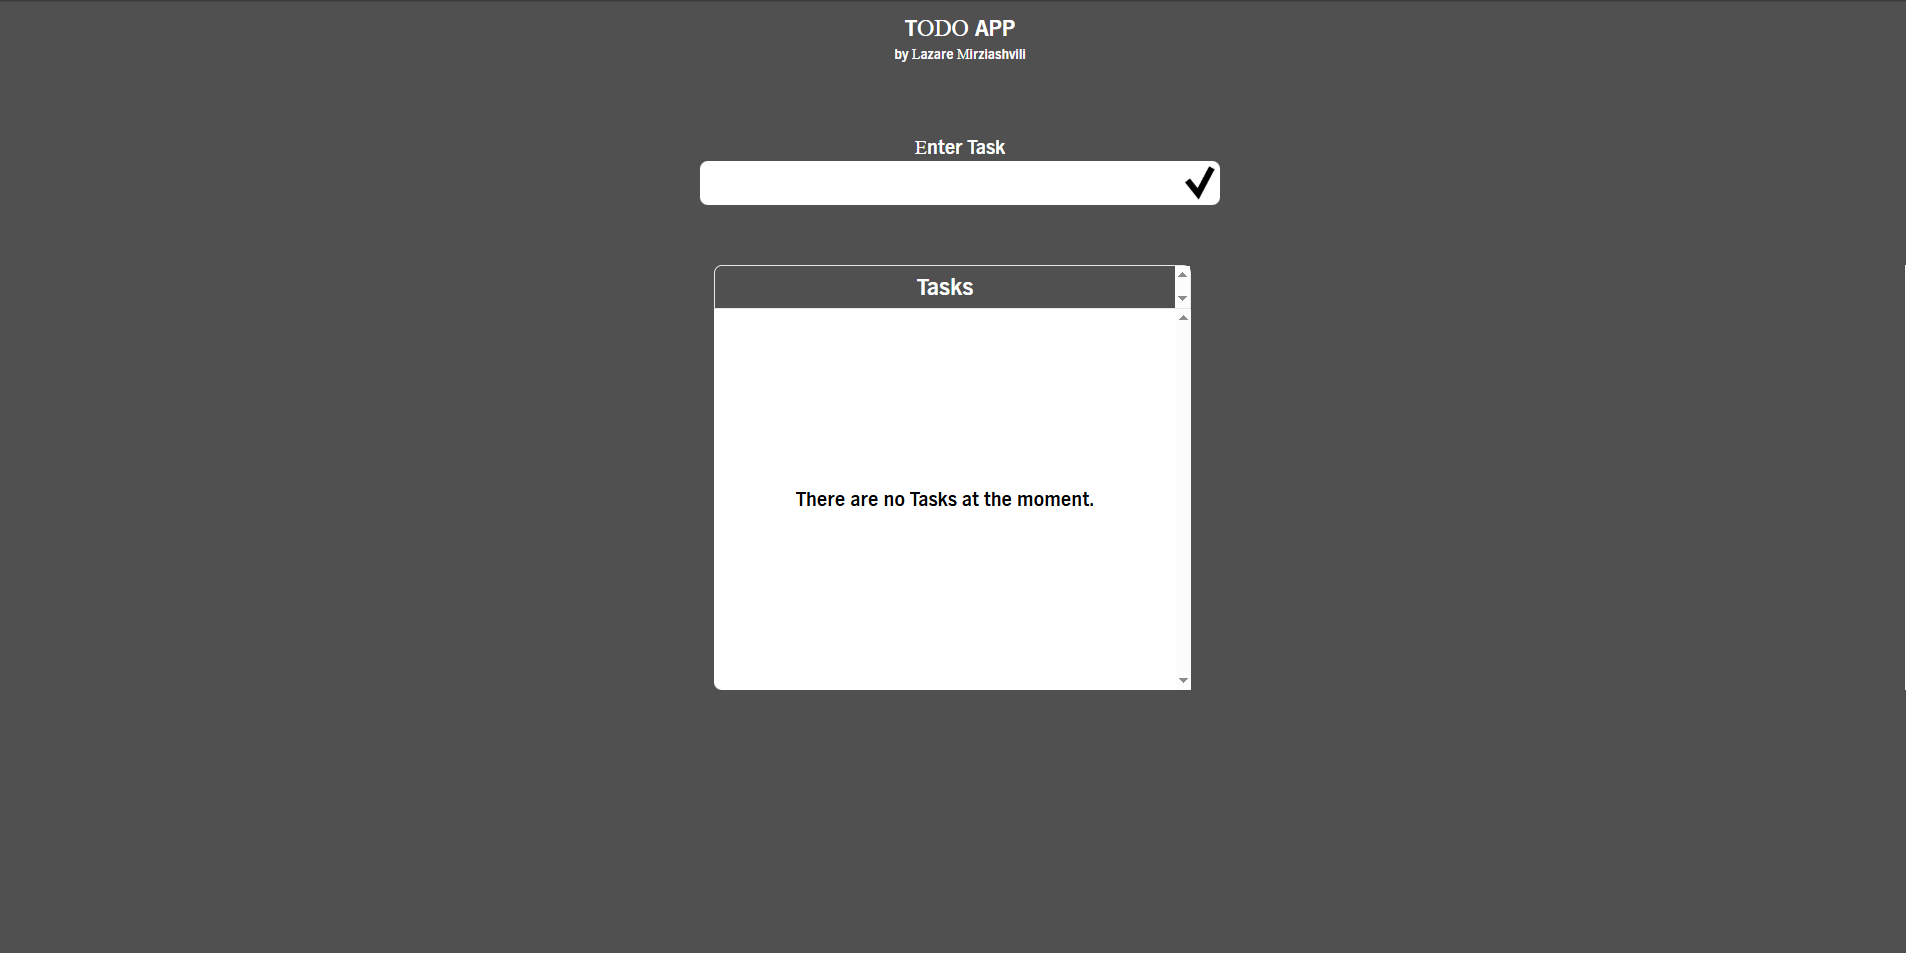 TODO APP
by Lazare Mirziashvili
Enter Task
Tasks
There are no Tasks at the moment.